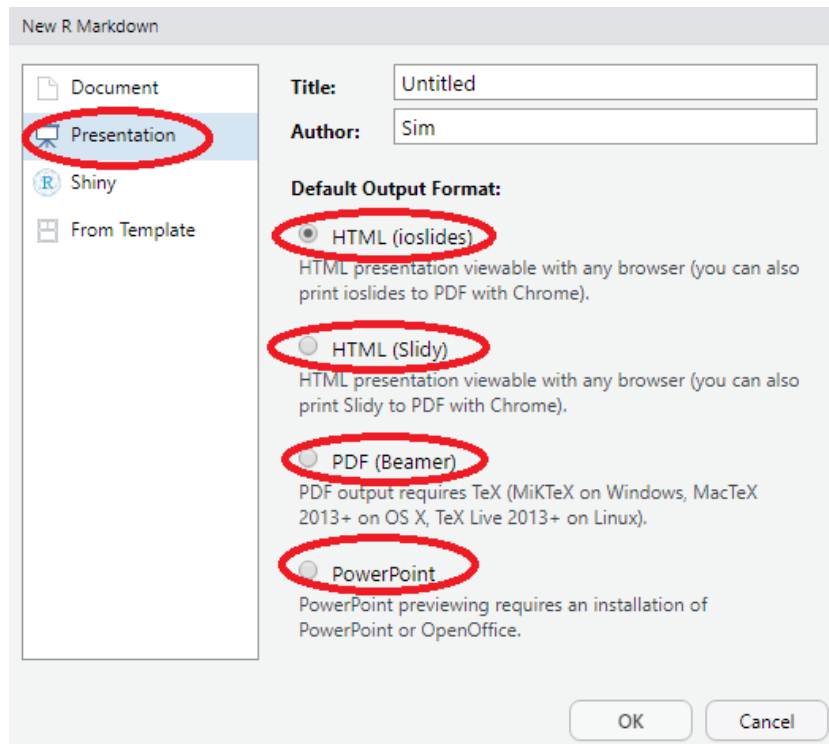 New R Markdown
Document
Presentation
Shiny
From Template
Title:
Untitled
Author:
Sim
Default Output Format:
HTML (ioslides)
HTML presentation viewable with any browser (you can also
print ioslides to PDF with Chrome).
HTML (Slidy)
HTML presentation viewable with any browser (you can also
print Slidy to PDF with Chrome).
PDF (Beamer)
PDF output requires TeX (MiKTeX on Windows, MacTeX
2013+ on OS X, TeX Live 2013+ on Linux).
PowerPoint
PowerPoint previewing requires an installation of
PowerPoint or OpenOffice.
OK
Cancel